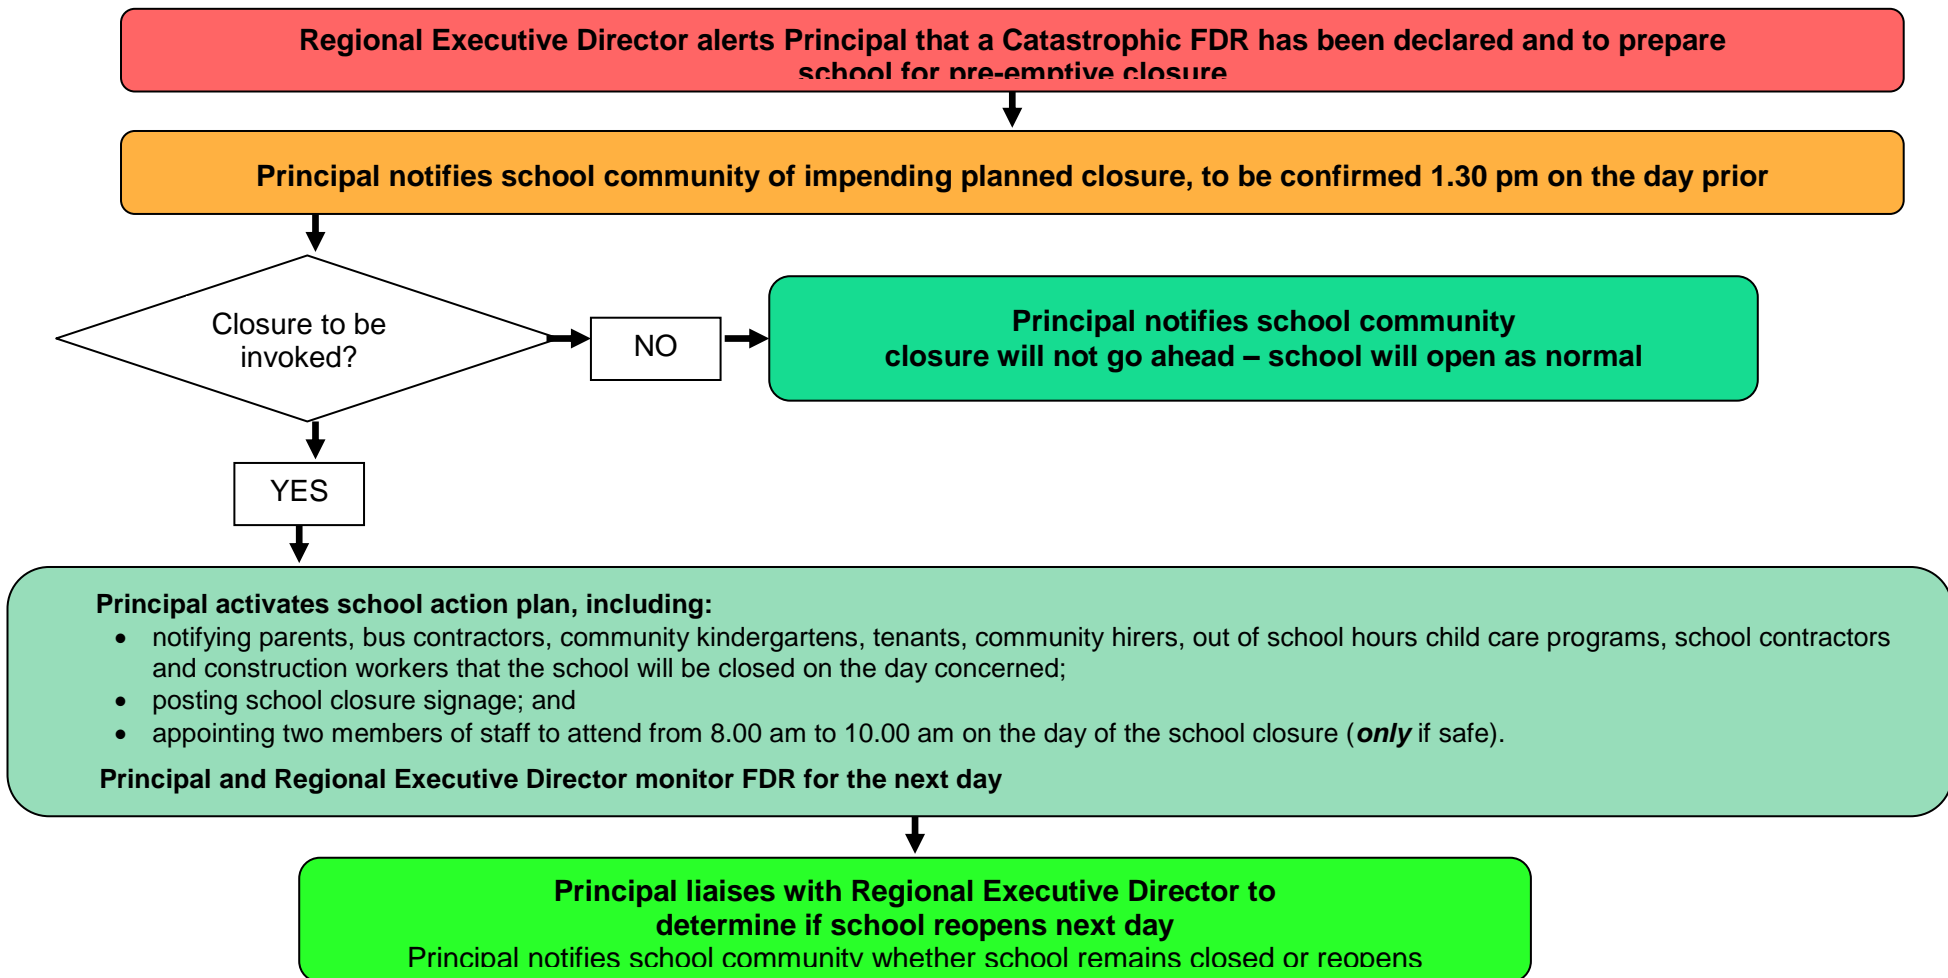 Regional Executive Director alerts Principal that a Catastrophic FDR has been declared and to prepare
school for pre-emptive closure
Principal notifies school community of impending planned closure, to be confirmed 1.30 pm on the day prior
Closure to be
invoked?
NO
Principal notifies school community
closure will not go ahead – school will open as normal
YES
Principal activates school action plan, including:
• notifying parents, bus contractors, community kindergartens, tenants, community hirers, out of school hours child care programs, school contractors
and construction workers that the school will be closed on the day concerned;
• posting school closure signage; and
• appointing two members of staff to attend from 8.00 am to 10.00 am on the day of the school closure (only if safe).
Principal and Regional Executive Director monitor FDR for the next day
Principal liaises with Regional Executive Director to
determine if school reopens next day
Principal notifies school community whether school remains closed or reopens